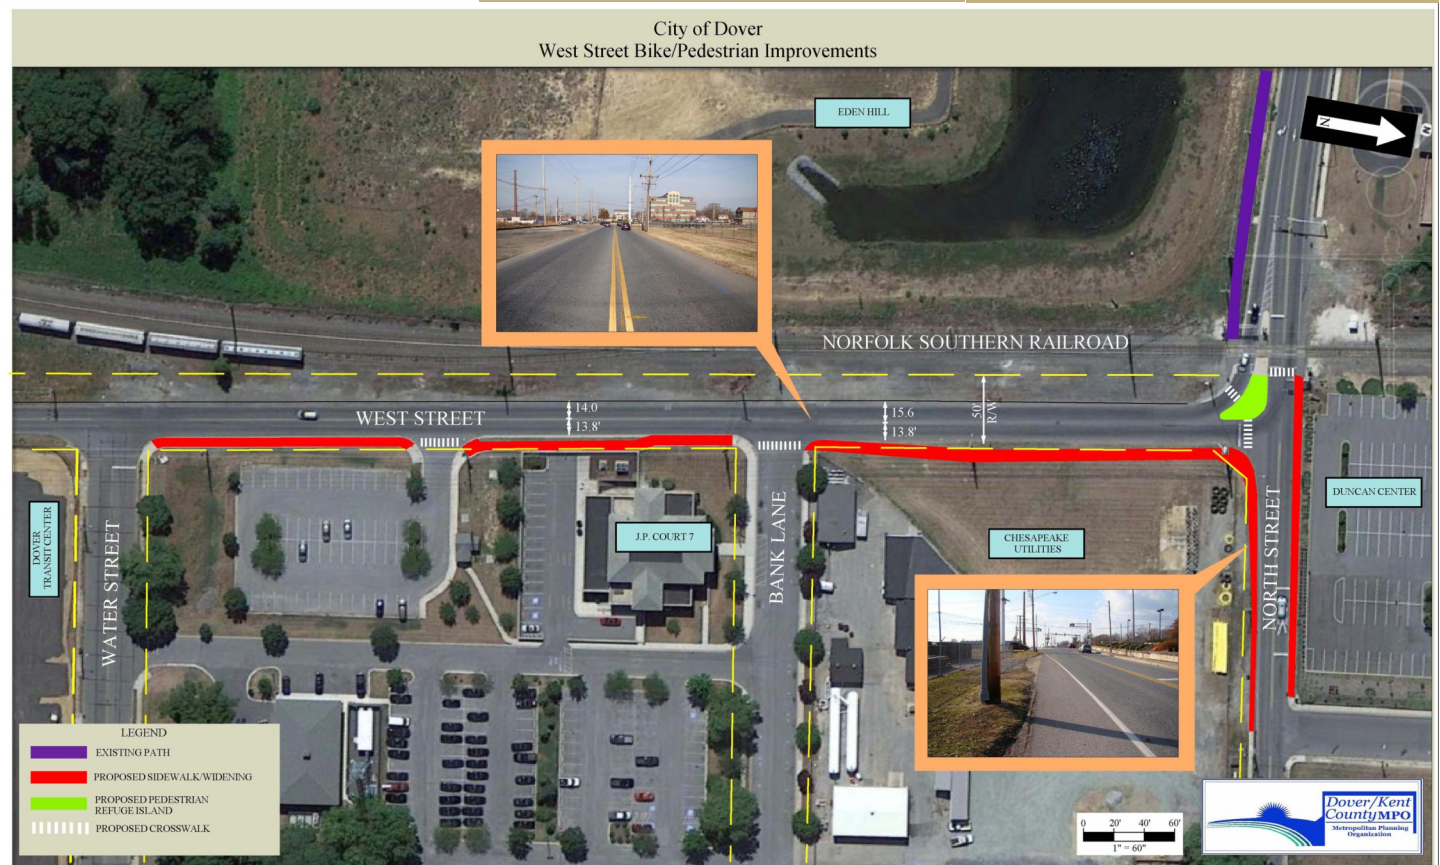 City of Dover
West Street Bike/Pedestrian Improvements
EDEN HILL
N
N
NORFOLK SOUTHERN RAILROAD
WEST STREET
14.0
13.8'
15.6
13.8'
50'
R/W
DOVER
TRANSIT CENTER
WATER STREET
J.P. COURT 7
BANK LANE
CHESAPEAKE
UTILITIES
NORTH STREET
DUNCAN CENTER
LEGEND
EXISTING PATH
PROPOSED SIDEWALK/WIDENING
PROPOSED PEDESTRIAN
REFUGE ISLAND
PROPOSED CROSSWALK
0 20' 40' 60'
1" = 60"
Dover/Kent
County MPO
Metropolitan Planning
Organization